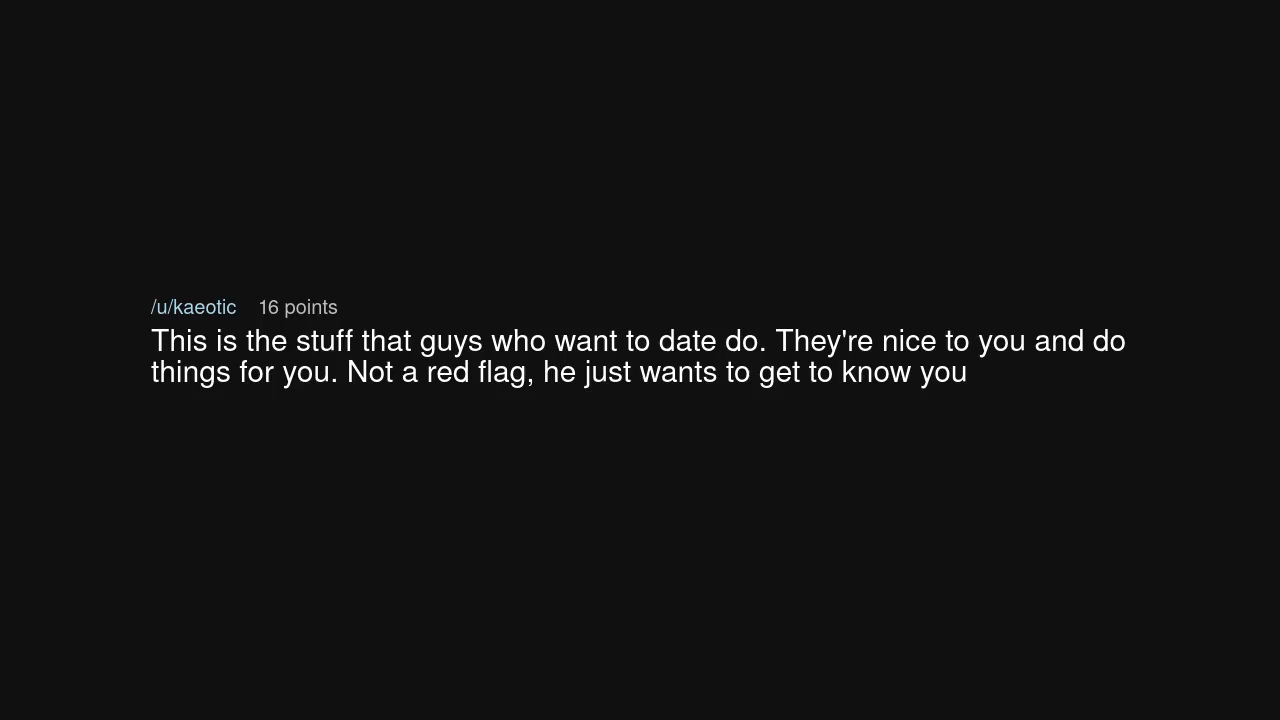 /u/kaeotic 16 points
This is the stuff that guys who want to date do. They're nice to you and do
things for you. Not a red flag, he just wants to get to know you